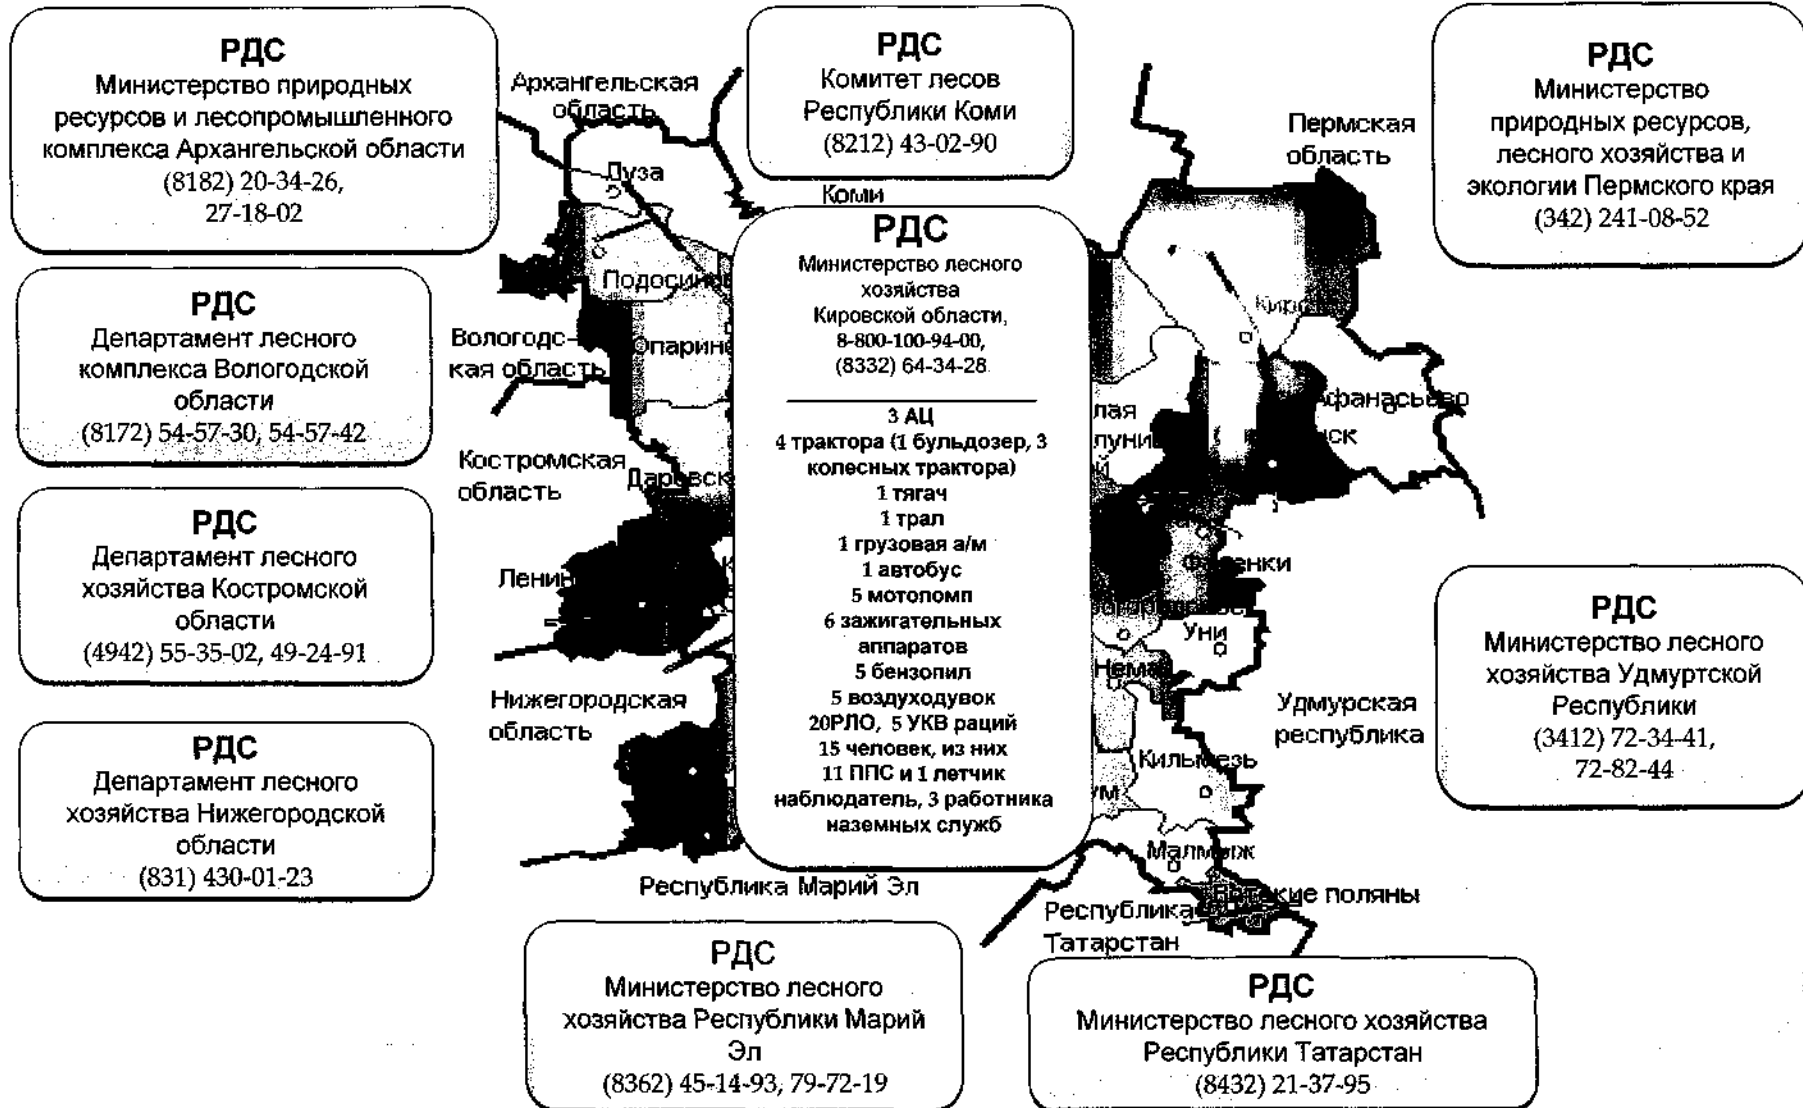 РДС
Министерство природных
ресурсов и лесопромышленного
комплекса Архангельской области
(8182) 20-34-26,
27-18-02
РДС
Департамент лесного
комплекса Вологодской
области
(8172) 54-57-30, 54-57-42
РДС
Департамент лесного
хозяйства Костромской
области
(4942) 55-35-02, 49-24-91
РДС
Департамент лесного
хозяйства Нижегородской
области
(831) 430-01-23
Архангельская
область
Луза
Подосинов
Вологодс-
кая область
Опарино
Костромская
область
Даровск
Ленин
Нижегородская
область
Республика Марий Эл
РДС
Комитет лесов
Республики Коми
(8212) 43-02-90
Коми
РДС
Министерство лесного
хозяйства
Кировской области,
8-800-100-94-00,
(8332) 64-34-28
3 АЦ
4 трактора (1 бульдозер, 3
колесных трактора)
1 тягач
1 трал
1 грузовая а/м
1 автобус
5 мотопомп
6 зажигательных
аппаратов
5 бензопил
5 воздуходувок
20РЛО, 5 УКВ раций
15 человек, из них
11 ППС и 1 летчик
наблюдатель, 3 работника
наземных служб
РДС
Министерство лесного
хозяйства Республики Марий
Эл
(8362) 45-14-93, 79-72-19
Пермская
область
Кирс
Афанасьево
лая
луни
й
нск
Фаленки
Уни
Нема
Удмурская
республика
Кильмезь
ум
Малмыж
Вятские поляны
Республика
Татарстан
РДС
Министерство
природных ресурсов,
лесного хозяйства и
экологии Пермского края
(342) 241-08-52
РДС
Министерство лесного
хозяйства Удмуртской
Республики
(3412) 72-34-41,
72-82-44
РДС
Министерство лесного хозяйства
Республики Татарстан
(8432) 21-37-95